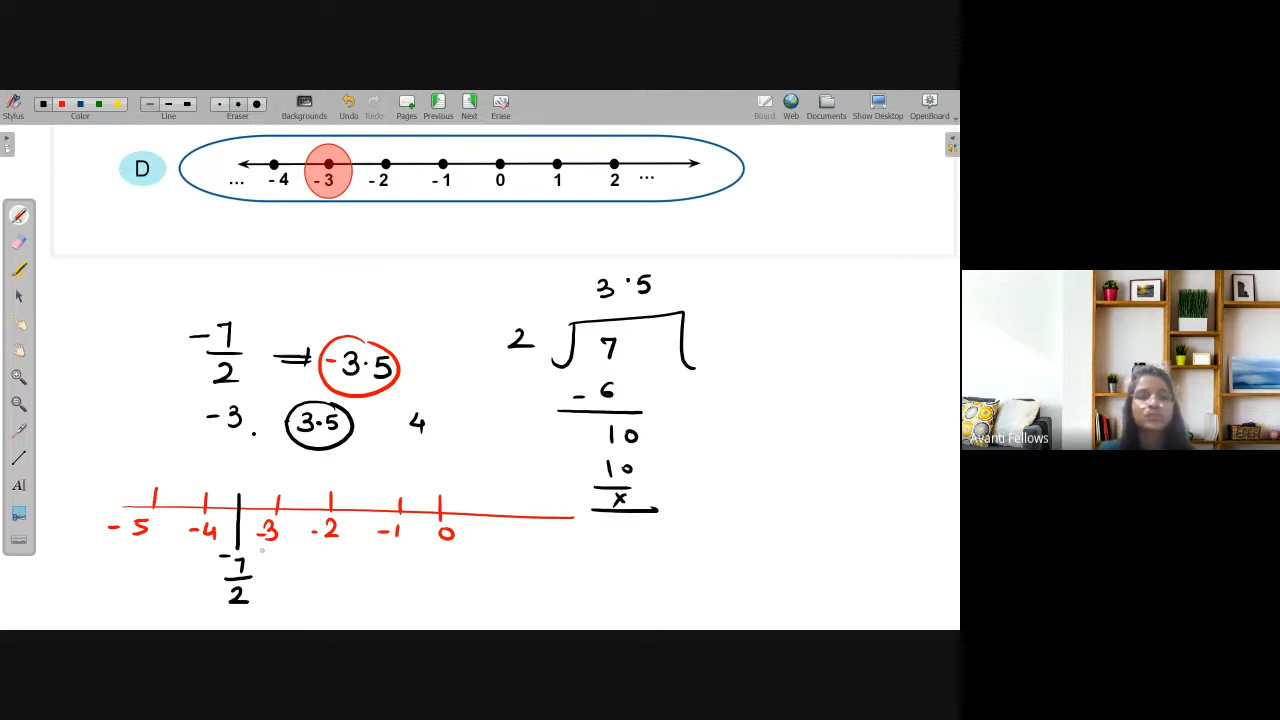 Stylus Color Line Eraser Backgrounds Undo Redo Pages Previous Next Erase Board Web Documents Show Desktop OpenBoard
D
... -4 -3 -2 -1 0 1 2 ...
-7/2 ⇒ -3.5
-3. 3.5 4
3.5
2 7
- 6
10
10
x
-5 -4 -3 -2 -1 0
-7/2
Avanti Fellows